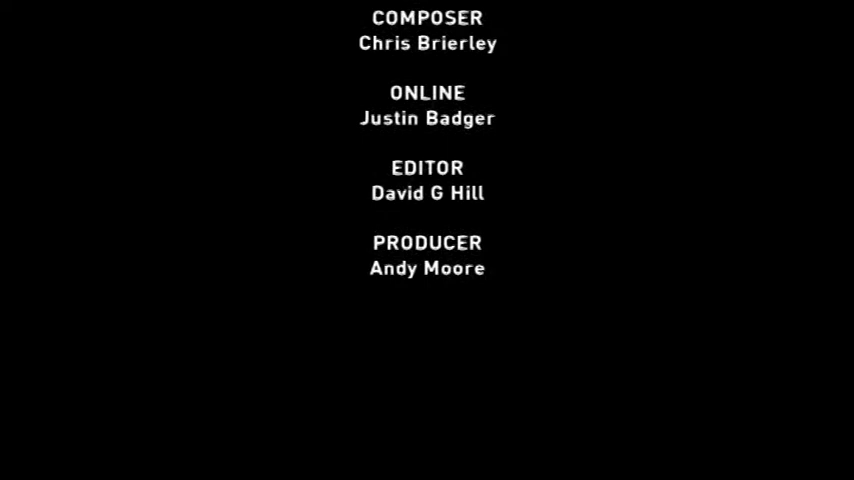 COMPOSER
Chris Brierley
ONLINE
Justin Badger
EDITOR
David G Hill
PRODUCER
Andy Moore